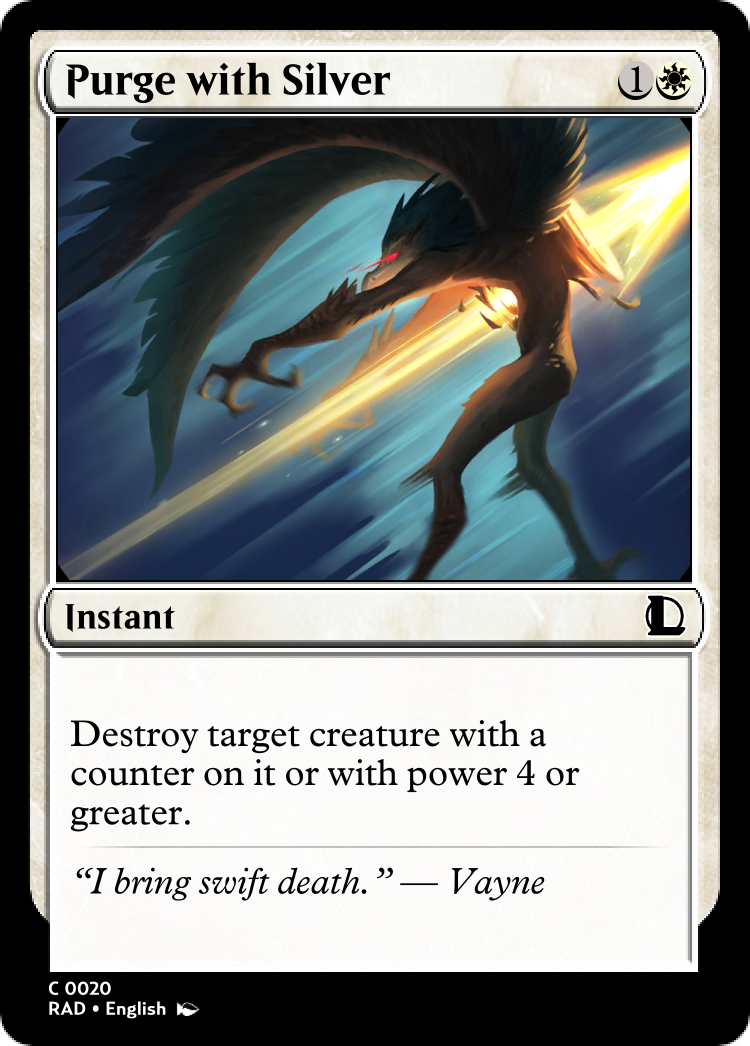 Purge with Silver 1
Instant
Destroy target creature with a
counter on it or with power 4 or
greater.
“I bring swift death.” — Vayne
C 0020
RAD • English